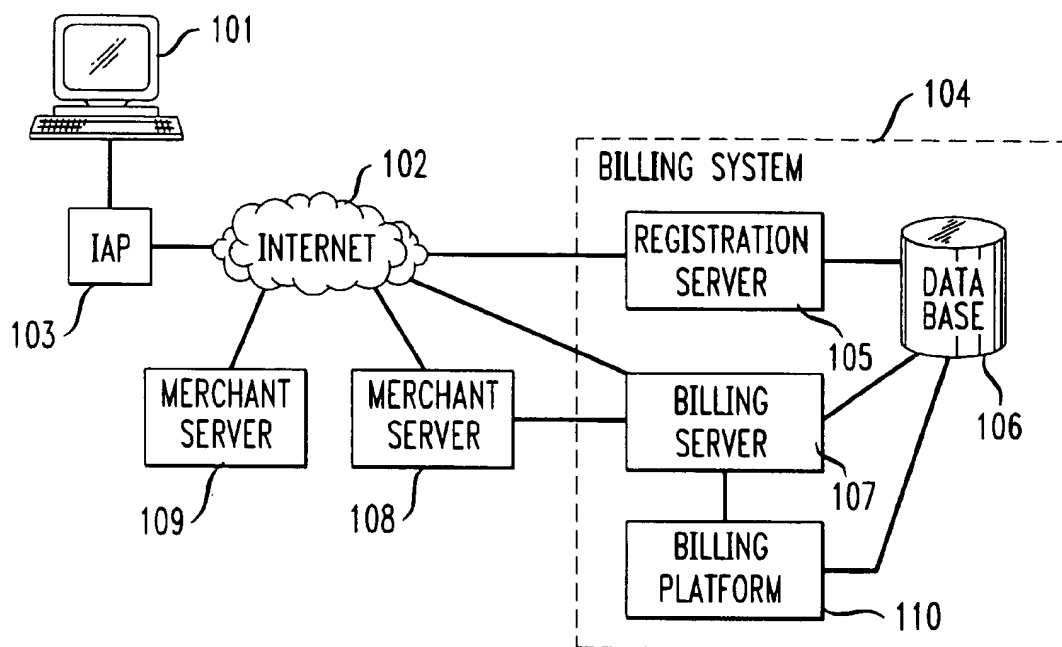 101
104
BILLING SYSTEM
102
INTERNET
IAP
103
REGISTRATION
SERVER
105
DATA
BASE
106
MERCHANT
SERVER
109
MERCHANT
SERVER
108
BILLING
SERVER
107
BILLING
PLATFORM
110